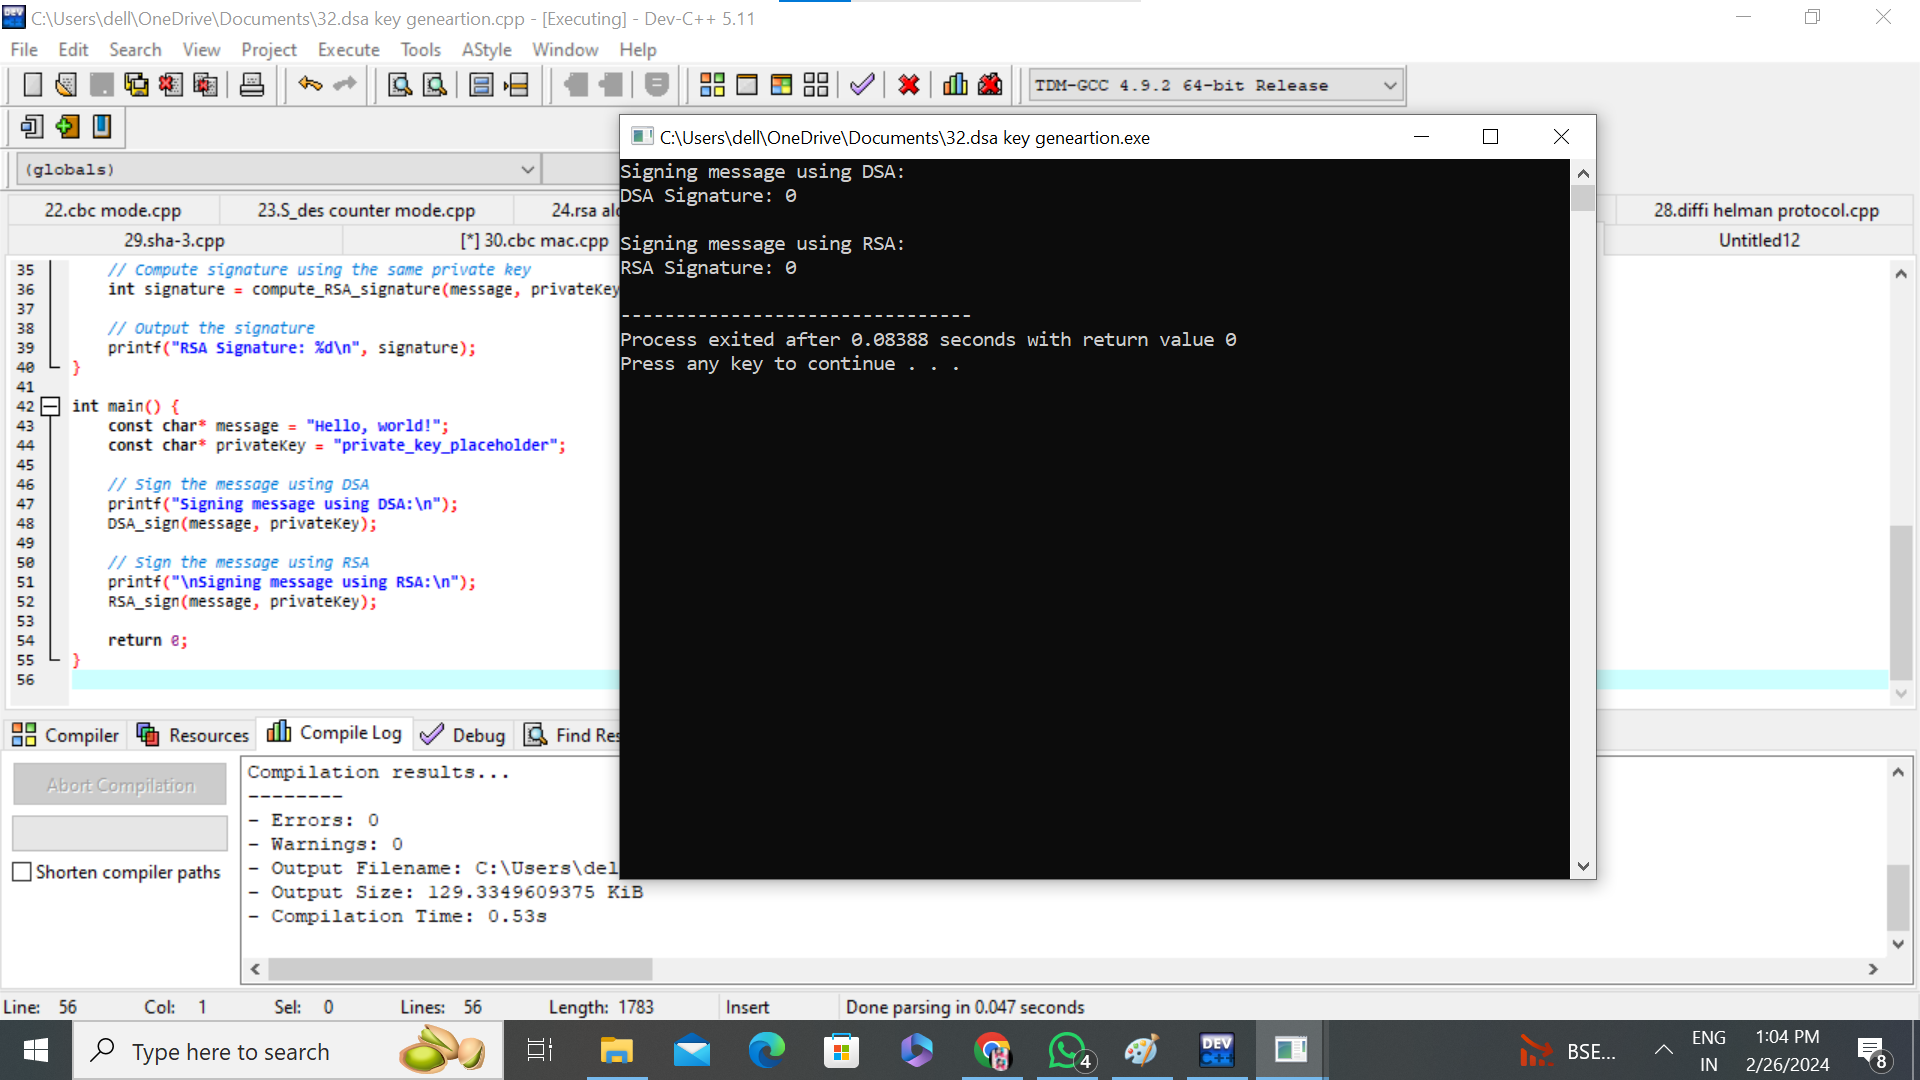 C:\Users\dell\OneDrive\Documents\32.dsa key geneartion.cpp - [Executing] - Dev-C++ 5.11
File Edit Search View Project Execute Tools AStyle Window Help
TDM-GCC 4.9.2 64-bit Release
(globals)
22.cbc mode.cpp 23.S_des counter mode.cpp 24.rsa 28.diffi helman protocol.cpp
29.sha-3.cpp [*] 30.cbc mac.cpp Untitled12
35 // Compute signature using the same private key
36 int signature = compute_RSA_signature(message, privateKey
37
38 // Output the signature
39 printf("RSA Signature: %d\n", signature);
40 }
41
42 int main() {
43 const char* message = "Hello, world!";
44 const char* privateKey = "private_key_placeholder";
45
46 // Sign the message using DSA
47 printf("Signing message using DSA:\n");
48 DSA_sign(message, privateKey);
49
50 // Sign the message using RSA
51 printf("\nSigning message using RSA:\n");
52 RSA_sign(message, privateKey);
53
54 return 0;
55 }
56
C:\Users\dell\OneDrive\Documents\32.dsa key geneartion.exe
Signing message using DSA:
DSA Signature: 0
Signing message using RSA:
RSA Signature: 0
--------------------------------
Process exited after 0.08388 seconds with return value 0
Press any key to continue . . .
Compiler Resources Compile Log Debug Find Res
Abort Compilation
Shorten compiler paths
Compilation results...
--------
- Errors: 0
- Warnings: 0
- Output Filename: C:\Users\del
- Output Size: 129.3349609375 KiB
- Compilation Time: 0.53s
Line: 56 Col: 1 Sel: 0 Lines: 56 Length: 1783 Insert Done parsing in 0.047 seconds
Type here to search
4
DEV C++
BSE...
ENG
IN
1:04 PM
2/26/2024
8